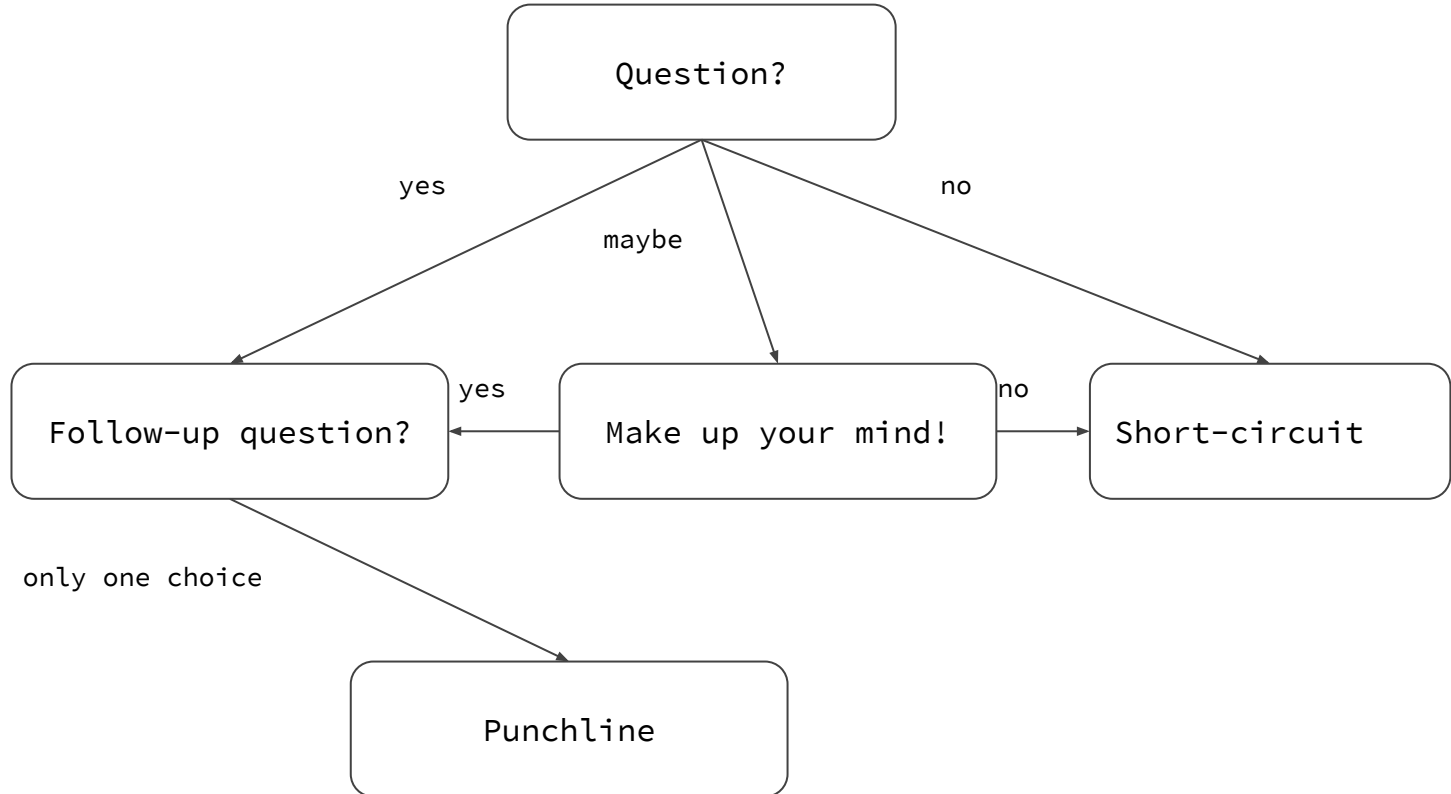 Question?
yes
no
maybe
yes
no
Follow-up question?
Make up your mind!
Short-circuit
only one choice
Punchline